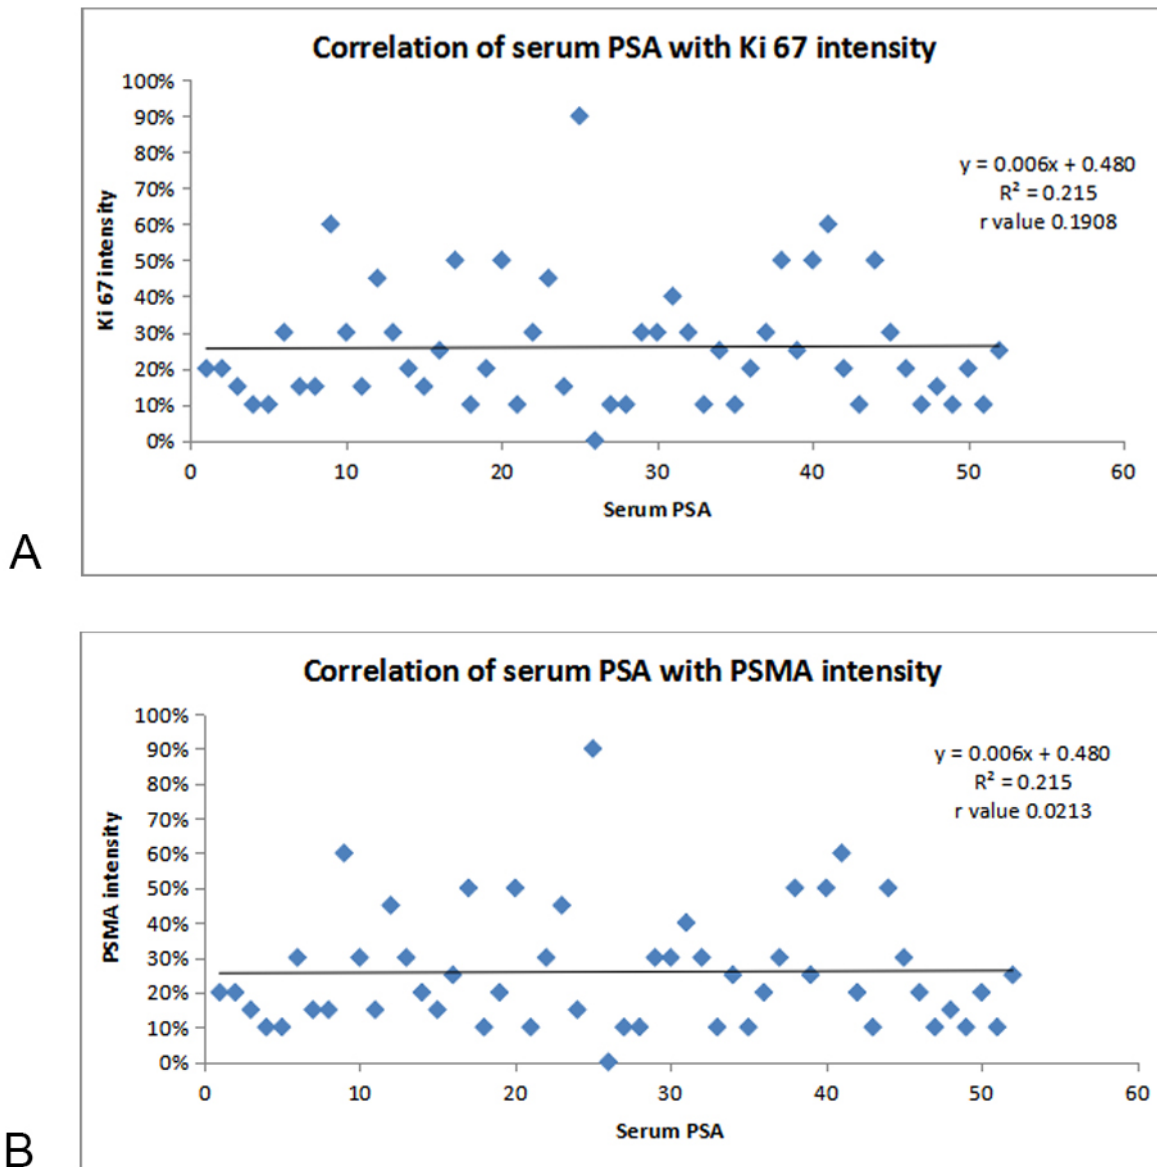 Correlation of serum PSA with Ki 67 intensity
100%
90%
80%
70%
60%
50%
40%
30%
20%
10%
0%
Ki 67 intensity
y = 0.006x + 0.480
R² = 0.215
r value 0.1908
0 10 20 30 40 50 60
Serum PSA
A
Correlation of serum PSA with PSMA intensity
100%
90%
80%
70%
60%
50%
40%
30%
20%
10%
0%
PSMA intensity
y = 0.006x + 0.480
R² = 0.215
r value 0.0213
0 10 20 30 40 50 60
Serum PSA
B